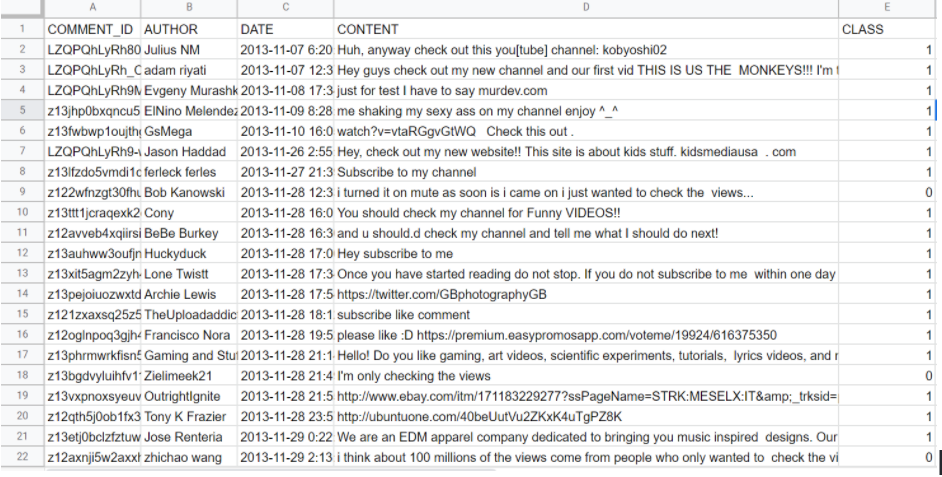 A B C D E
1 COMMENT_ID AUTHOR DATE CONTENT CLASS
2 LZQPQhLyRh80 Julius NM 2013-11-07 6:20 Huh, anyway check out this you[tube] channel: kobyoshi02 1
3 LZQPQhLyRh_C adam riyati 2013-11-07 12:3 Hey guys check out my new channel and our first vid THIS IS US THE MONKEYS!!! I'm 1
4 LZQPQhLyRh9M Evgeny Murashk 2013-11-08 17:3 just for test I have to say murdev.com 1
5 z13jhp0bxqncu5 ElNino Melendez 2013-11-09 8:28 me shaking my sexy ass on my channel enjoy ^_^ 1
6 z13fwbwp1oujthg GsMega 2013-11-10 16:0 watch?v=vtaRGgvGtWQ Check this out . 1
7 LZQPQhLyRh9- Jason Haddad 2013-11-26 2:55 Hey, check out my new website!! This site is about kids stuff. kidsmediausa . com 1
8 z13lfzdo5vmdi1c ferleck ferles 2013-11-27 21:3 Subscribe to my channel 1
9 z122wfnzgt30fhu Bob Kanowski 2013-11-28 12:3 i turned it on mute as soon is i came on i just wanted to check the views... 0
10 z13ttt1jcraqexk2 Cony 2013-11-28 16:0 You should check my channel for Funny VIDEOS!! 1
11 z12avveb4xqiirsi BeBe Burkey 2013-11-28 16:3 and u should.d check my channel and tell me what I should do next! 1
12 z13auhww3oufjn Huckyduck 2013-11-28 17:0 Hey subscribe to me 1
13 z13xit5agm2zyh Lone Twistt 2013-11-28 17:3 Once you have started reading do not stop. If you do not subscribe to me within one day 1
14 z13pejoiuozwxtd Archie Lewis 2013-11-28 17:5 https://twitter.com/GBphotographyGB 1
15 z121zxaxsq25z5 TheUploadaddic 2013-11-28 18:1 subscribe like comment 1
16 z12oglnpoq3gjh Francisco Nora 2013-11-28 19:5 please like :D https://premium.easypromosapp.com/voteme/19924/616375350 1
17 z13phrmwrkfisn5 Gaming and Stu 2013-11-28 21:1 Hello! Do you like gaming, art videos, scientific experiments, tutorials, lyrics videos, and 1
18 z13bgdvyluihfv1 Zielimeek21 2013-11-28 21:4 I'm only checking the views 0
19 z13vxpnoxsyeuv OutrightIgnite 2013-11-28 21:5 http://www.ebay.com/itm/171183229277?ssPageName=STRK:MESELX:IT&amp;_trksid= 1
20 z12qth5j0ob1fx3 Tony K Frazier 2013-11-28 23:5 http://ubuntuone.com/40beUutVu2ZKxK4uTgPZ8K 1
21 z13etj0bclzfztuw Jose Renteria 2013-11-29 0:22 We are an EDM apparel company dedicated to bringing you music inspired designs. Our 1
22 z12axnji5w2axxh zhichao wang 2013-11-29 2:13 i think about 100 millions of the views come from people who only wanted to check the vi 0